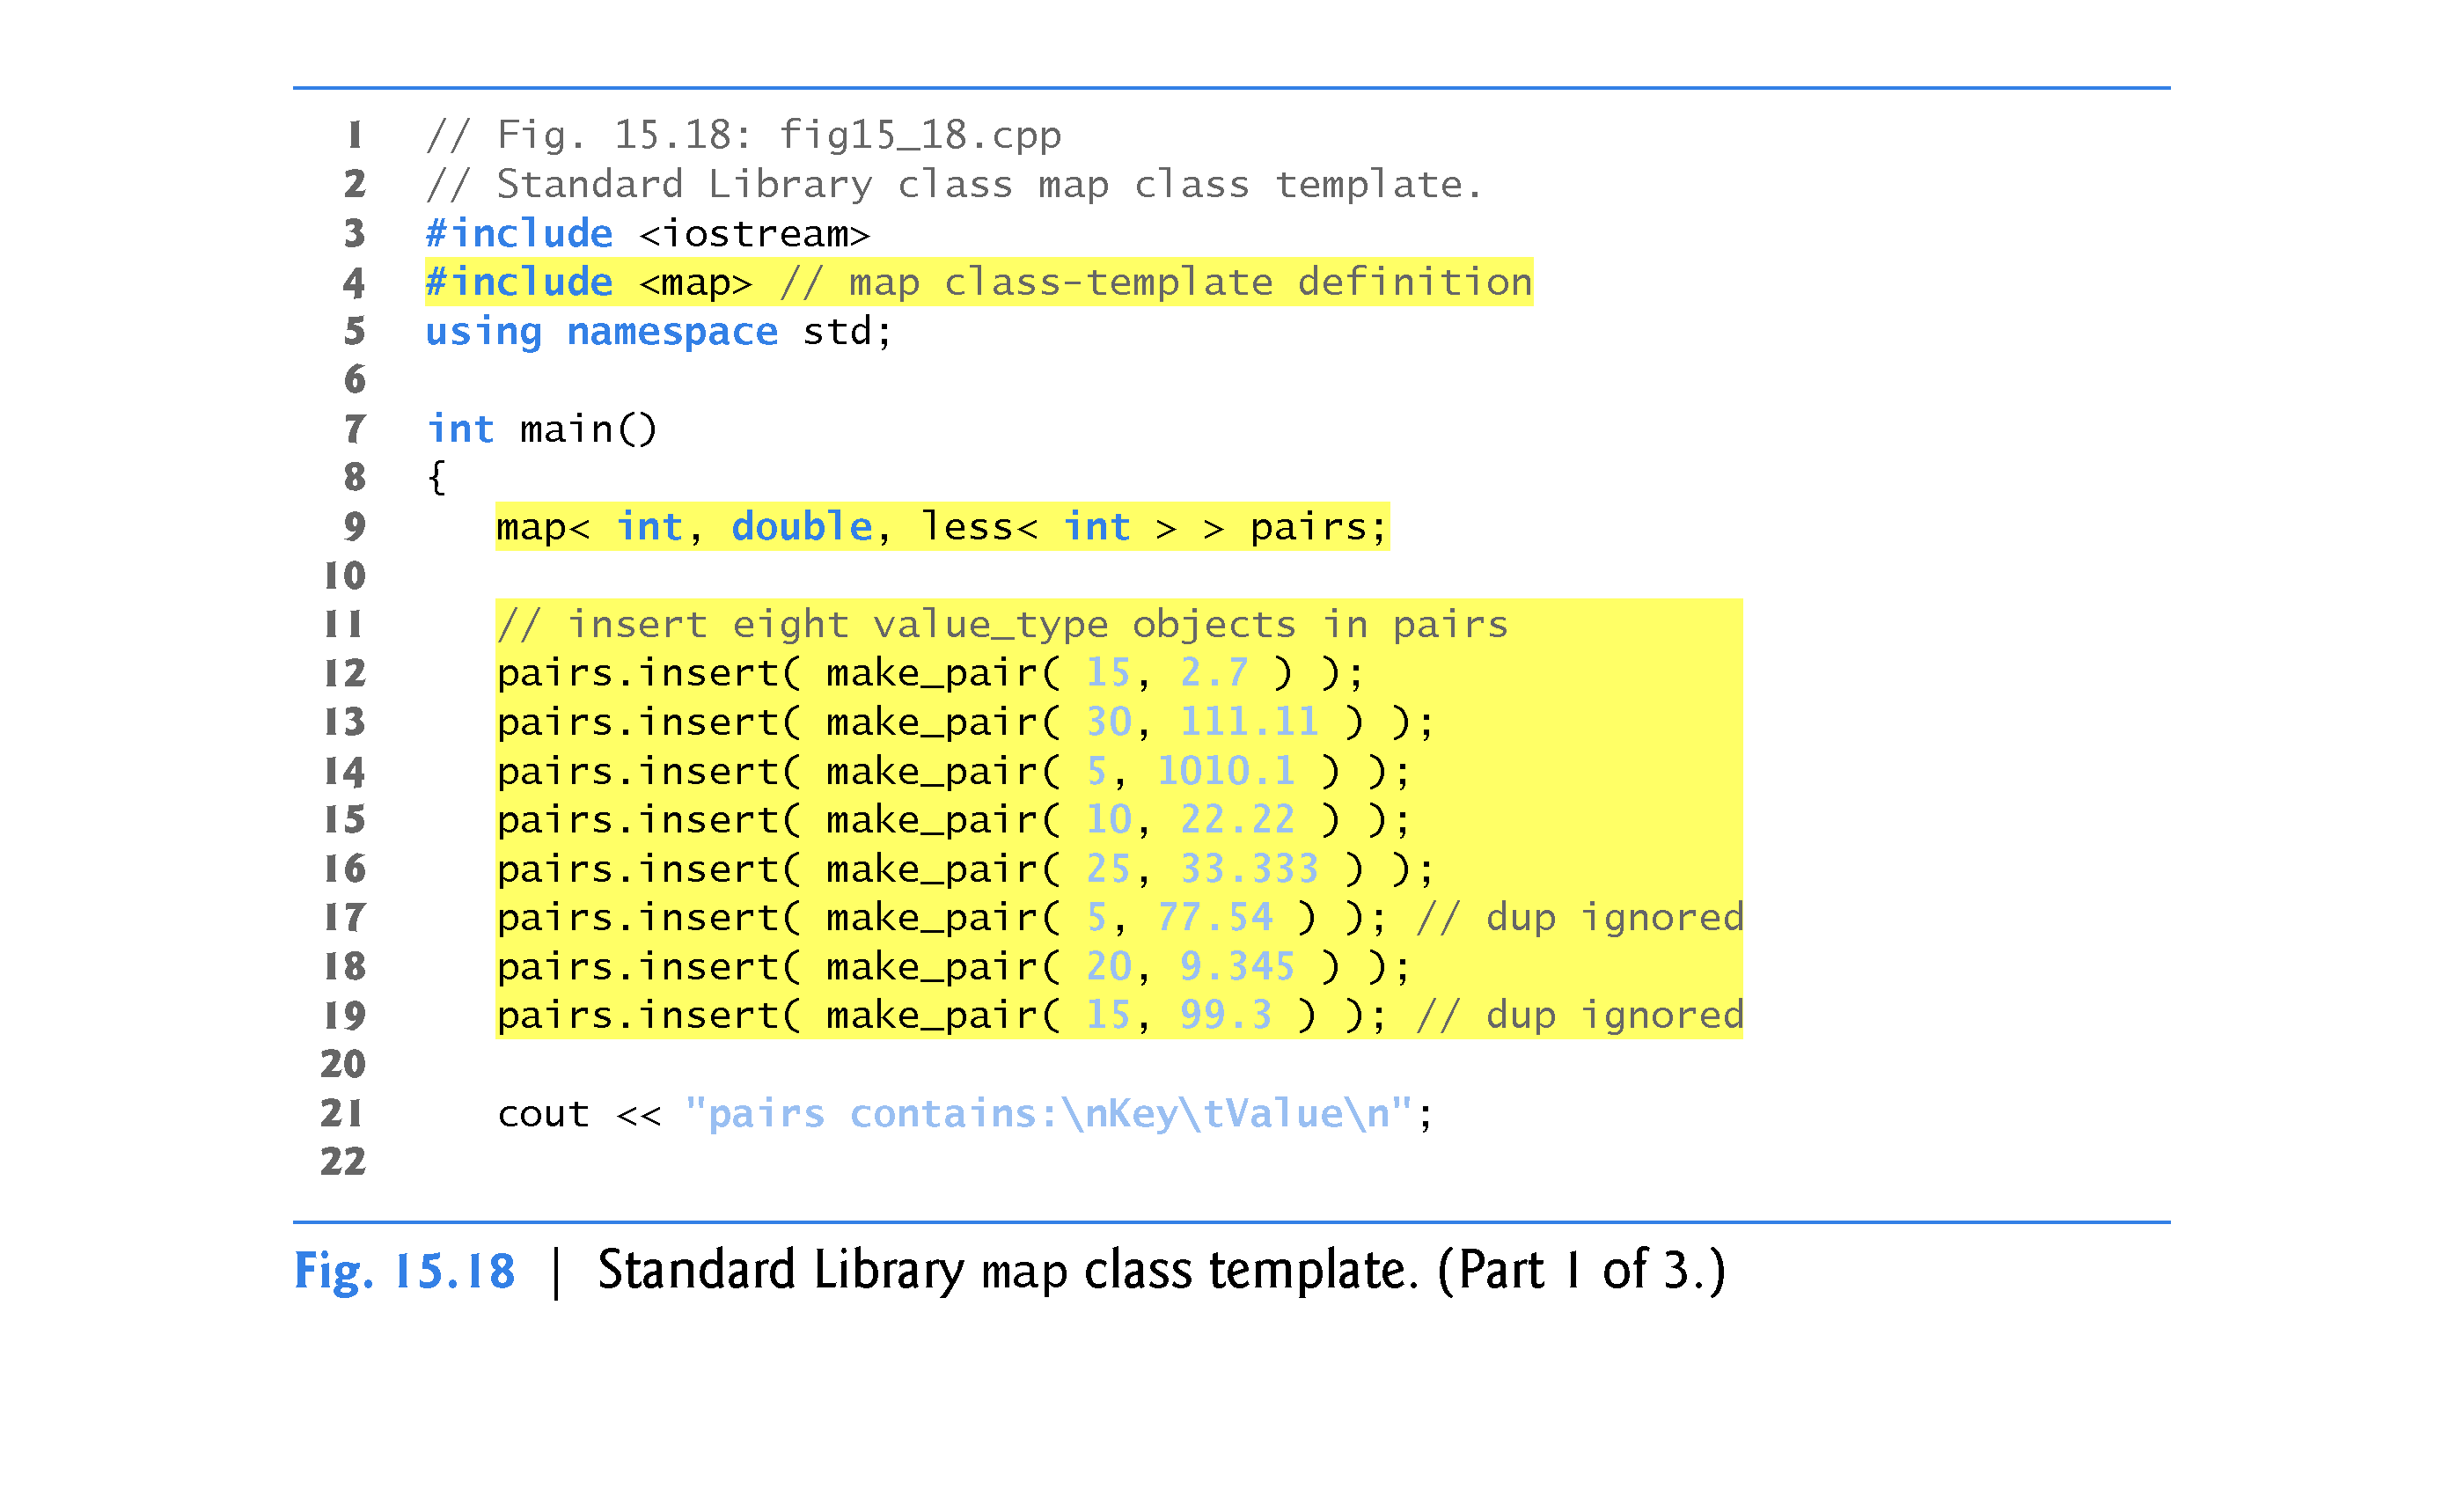 1 // Fig. 15.18: fig15_18.cpp
2 // Standard Library class map class template.
3 #include <iostream>
4 #include <map> // map class-template definition
5 using namespace std;
6
7 int main()
8 {
9 map< int, double, less< int > > pairs;
10
11 // insert eight value_type objects in pairs
12 pairs.insert( make_pair( 15, 2.7 ) );
13 pairs.insert( make_pair( 30, 111.11 ) );
14 pairs.insert( make_pair( 5, 1010.1 ) );
15 pairs.insert( make_pair( 10, 22.22 ) );
16 pairs.insert( make_pair( 25, 33.333 ) );
17 pairs.insert( make_pair( 5, 77.54 ) ); // dup ignored
18 pairs.insert( make_pair( 20, 9.345 ) );
19 pairs.insert( make_pair( 15, 99.3 ) ); // dup ignored
20
21 cout << "pairs contains:\nKey\tValue\n";
22
Fig. 15.18 | Standard Library map class template. (Part 1 of 3.)